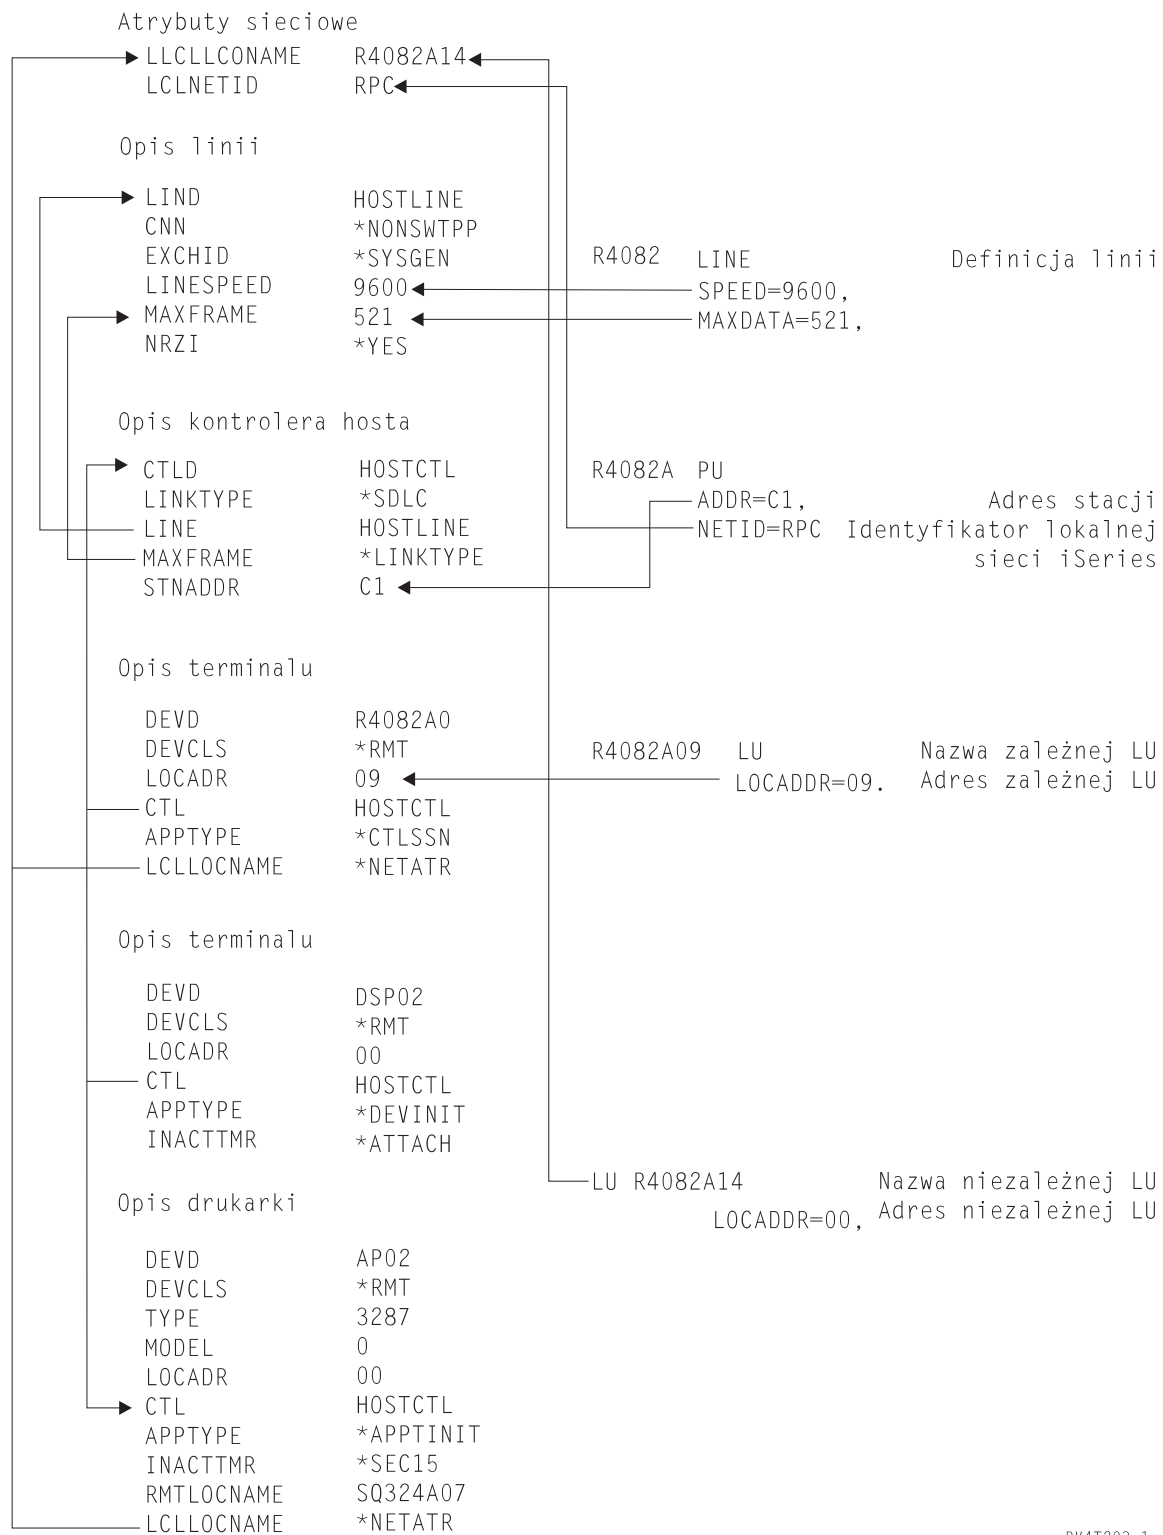 Atrybuty sieciowe
LLCLLCONAME R4082A14
LCLNETID RPC
Opis linii
LIND HOSTLINE
CNN *NONSWTPP
EXCHID *SYSGEN R4082 LINE Definicja linii
LINESPEED 9600 SPEED=9600,
MAXFRAME 521 MAXDATA=521,
NRZI *YES
Opis kontrolera hosta
CTLD HOSTCTL R4082A PU
LINKTYPE *SDLC ADDR=C1, Adres stacji
LINE HOSTLINE NETID=RPC Identyfikator lokalnej
MAXFRAME *LINKTYPE sieci iSeries
STNADDR C1
Opis terminalu
DEVD R4082A0
DEVCLS *RMT R4082A09 LU Nazwa zależnej LU
LOCADR 09 LOCADDR=09. Adres zależnej LU
CTL HOSTCTL
APPTYPE *CTLSSN
LCLLOCNAME *NETATR
Opis terminalu
DEVD DSP02
DEVCLS *RMT
LOCADR 00
CTL HOSTCTL
APPTYPE *DEVINIT
INACTTMR *ATTACH
LU R4082A14 Nazwa niezależnej LU
Opis drukarki LOCADDR=00, Adres niezależnej LU
DEVD AP02
DEVCLS *RMT
TYPE 3287
MODEL 0
LOCADR 00
CTL HOSTCTL
APPTYPE *APPTINIT
INACTTMR *SEC15
RMTLOCNAME SQ324A07
LCLLOCNAME *NETATR